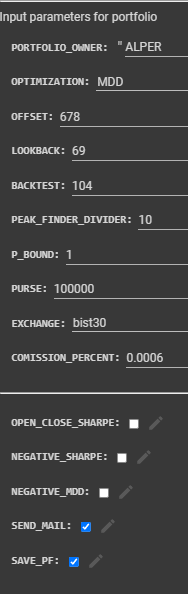 Input parameters for portfolio
PORTFOLIO_OWNER: " ALPER
OPTIMIZATION: MDD
OFFSET: 678
LOOKBACK: 69
BACKTEST: 104
PEAK_FINDER_DIVIDER: 10
P_BOUND: 1
PURSE: 100000
EXCHANGE: bist30
COMISSION_PERCENT: 0.0006
OPEN_CLOSE_SHARPE:
NEGATIVE_SHARPE:
NEGATIVE_MDD:
SEND_MAIL:
SAVE_PF: